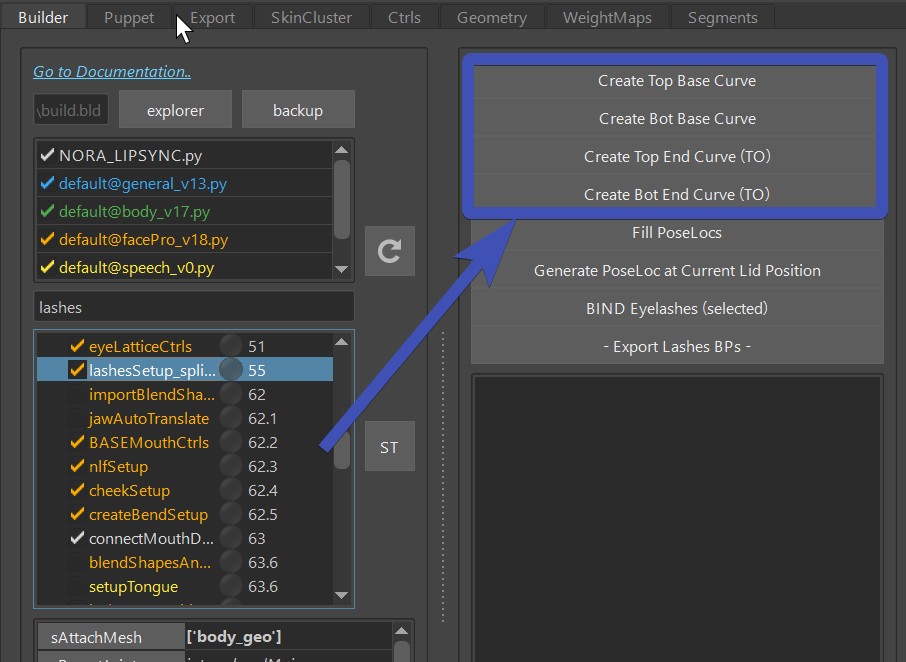 Builder Puppet Export SkinCluster Ctrls Geometry WeightMaps Segments
Go to Documentation..
\build.bld explorer backup
NORA_LIPSYNC.py
default@general_v13.py
default@body_v17.py
default@facePro_v18.py
default@speech_v0.py
lashes
eyeLatticeCtrls 51
lashesSetup_spli... 55
importBlendSha... 62
jawAutoTranslate 62.1
BASEMouthCtrls 62.2
nlfSetup 62.3
cheekSetup 62.4
createBendSetup 62.5
connectMouthD... 63
blendShapesAn... 63.6
setupTongue 63.6
ST
sAttachMesh ['body_geo']
Create Top Base Curve
Create Bot Base Curve
Create Top End Curve (TO)
Create Bot End Curve (TO)
Fill PoseLocs
Generate PoseLoc at Current Lid Position
BIND Eyelashes (selected)
- Export Lashes BPs -